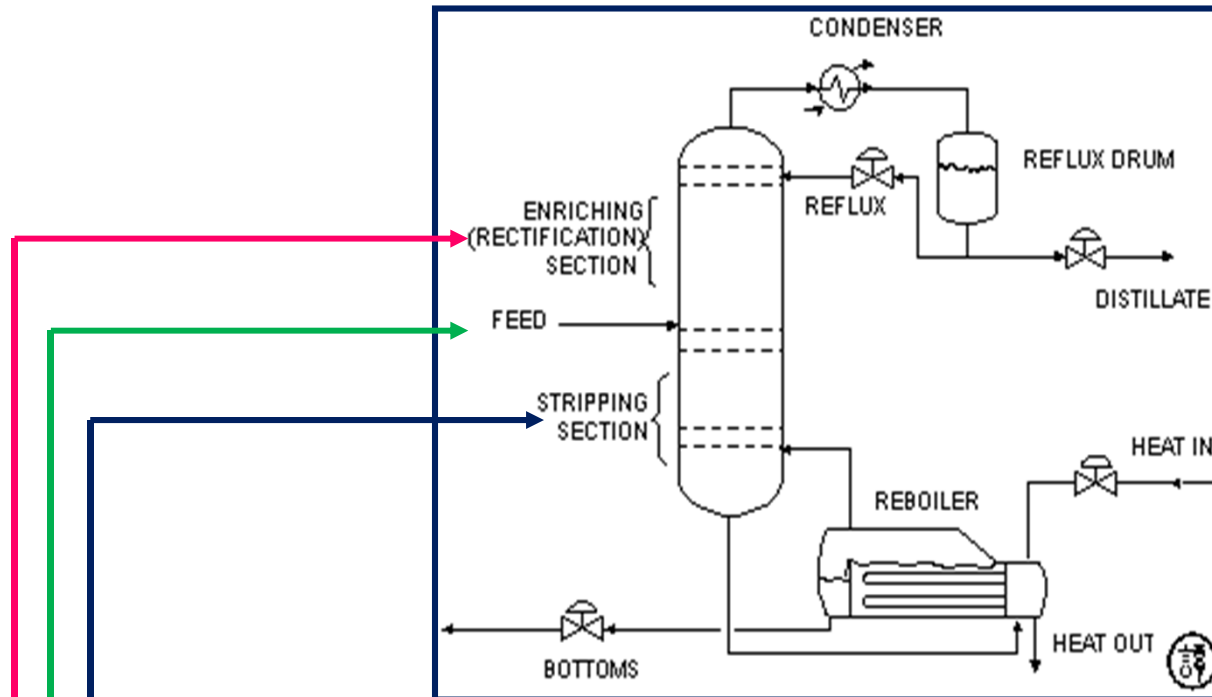 CONDENSER
REFLUX DRUM
REFLUX
ENRICHING
(RECTIFICATION)
SECTION
DISTILLATE
FEED
STRIPPING
SECTION
HEAT IN
REBOILER
HEAT OUT
BOTTOMS